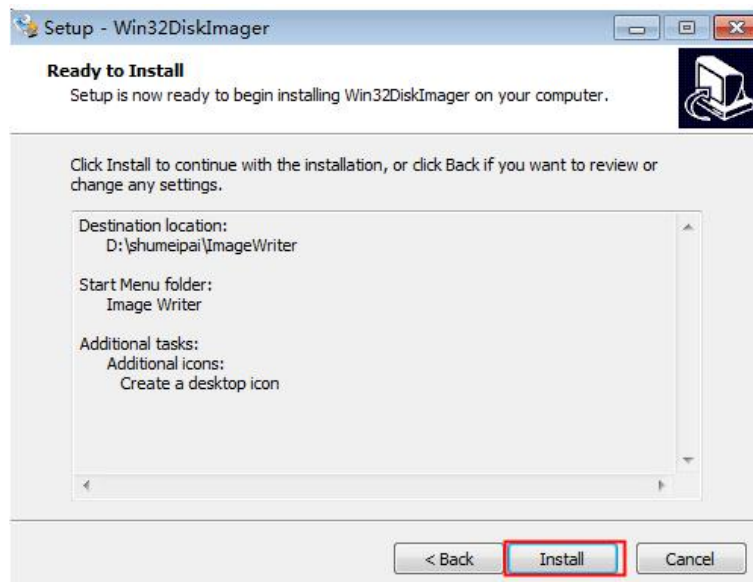 Setup - Win32DiskImager
Ready to Install
Setup is now ready to begin installing Win32DiskImager on your computer.
Click Install to continue with the installation, or click Back if you want to review or
change any settings.
Destination location:
D:\shumeipai\ImageWriter
Start Menu folder:
Image Writer
Additional tasks:
Additional icons:
Create a desktop icon
< Back Install Cancel